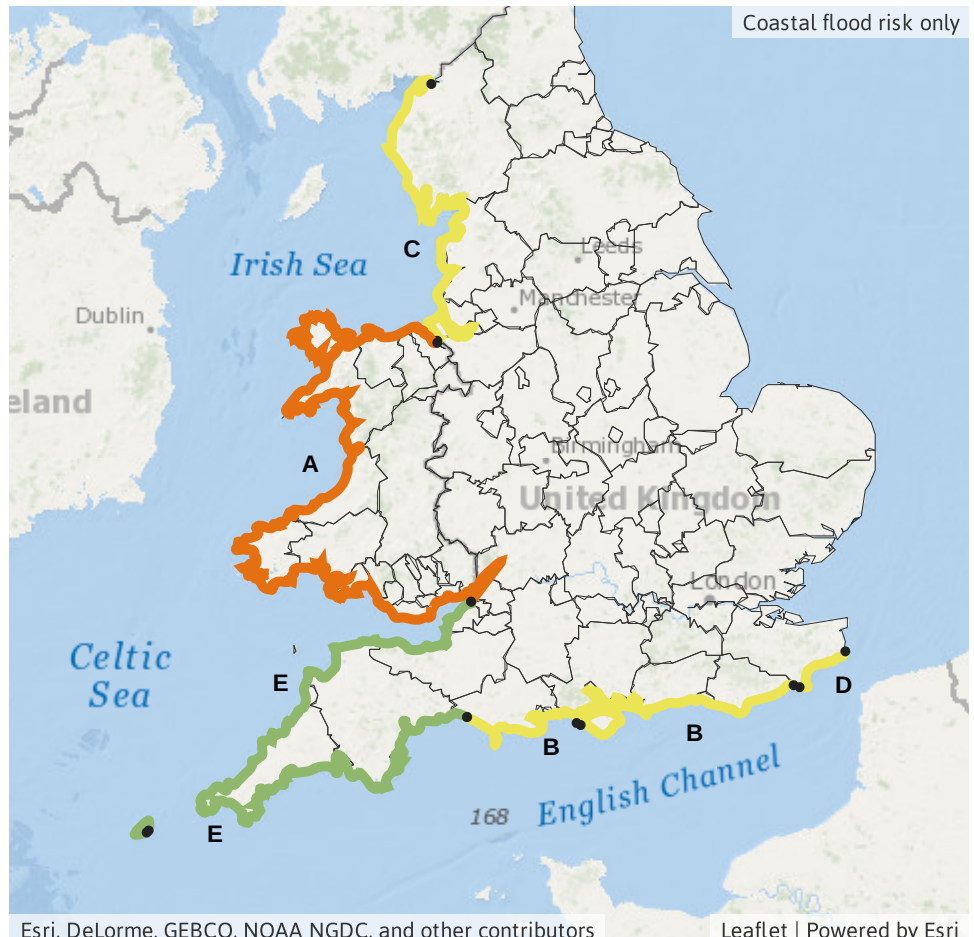 Coastal flood risk only
Leeds
C
Irish Sea
Manchester
Dublin
eland
Birmingham
A
United Kingdom
London
Celtic
Sea
E
D
B
B
English Channel
168
E
Esri, DeLorme, GEBCO, NOAA NGDC, and other contributors
Leaflet | Powered by Esri